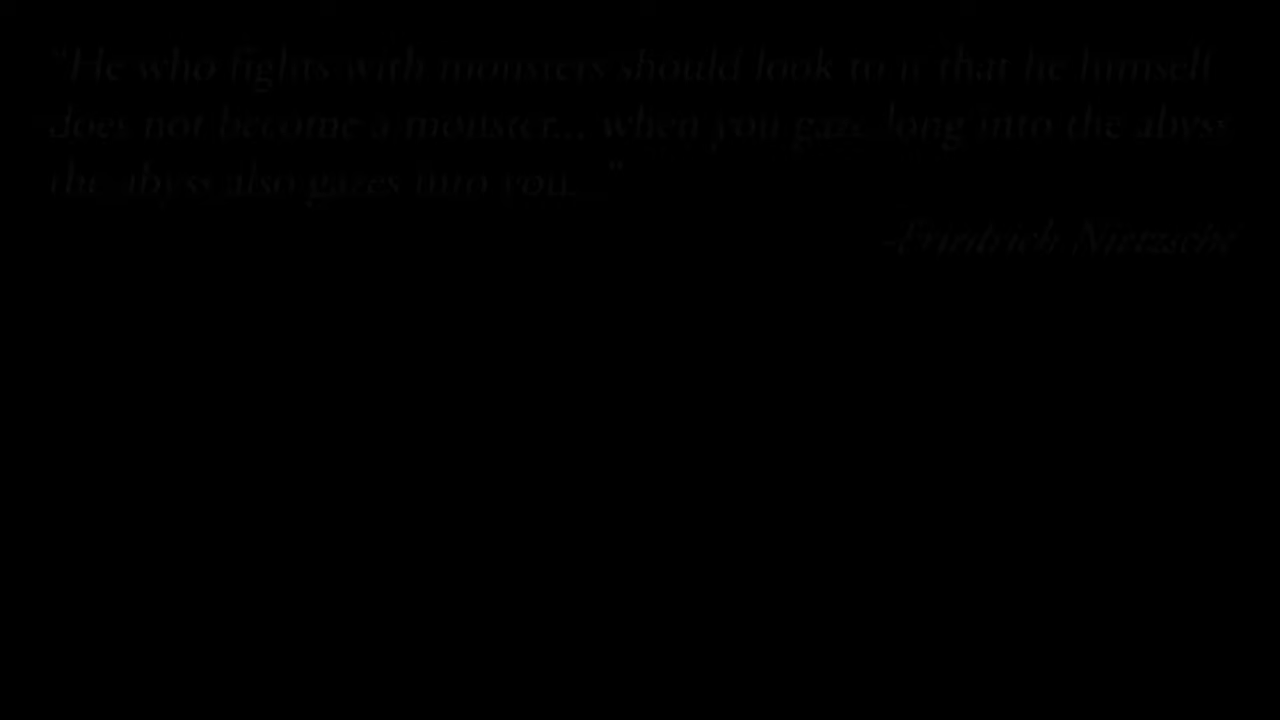 "He who fights with monsters should look to it that he himself
does not become a monster... when you gaze long into the abyss
the abyss also gazes into you..."
-Friedrich Nietzsche